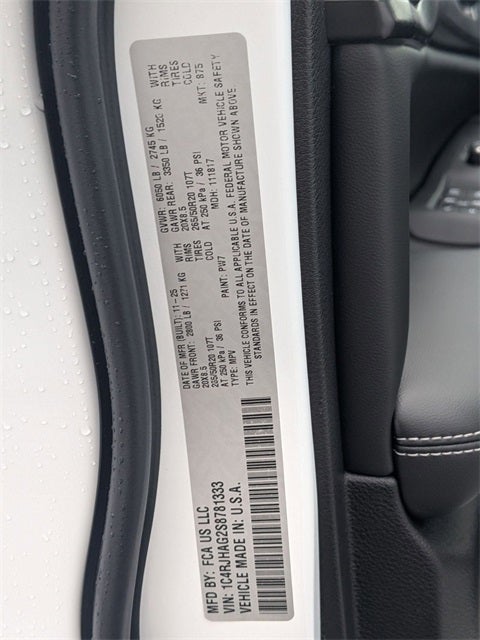 MFD BY: FCA US LLC
VIN: 1C4RJHAG2S8781333
VEHICLE MADE IN: U.S.A.
DATE OF MFR (BUILT): 11-25
GAWR FRONT: 2800 LB / 1271 KG WITH
20X8.5 RIMS
265/50R20 107T TIRES
AT 250 kPa / 36 PSI COLD
TYPE: MPV PAINT: PW7
GVWR: 6050 LB / 2745 KG
GAWR REAR: 3350 LB / 1520 KG WITH
20X8.5 RIMS
265/50R20 107T TIRES
AT 250 kPa / 36 PSI COLD
MDH: 111817 MKT: 875
THIS VEHICLE CONFORMS TO ALL APPLICABLE U.S.A. FEDERAL MOTOR VEHICLE SAFETY
STANDARDS IN EFFECT ON THE DATE OF MANUFACTURE SHOWN ABOVE.